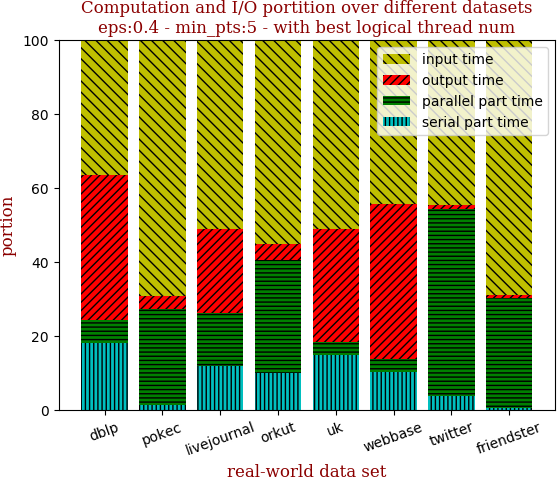 Computation and I/O portion over different datasets
eps:0.4 - min_pts:5 - with best logical thread num
input time
output time
parallel part time
serial part time
100
80
60
40
20
0
portion
dblp
pokec
livejournal
orkut
uk
webbase
twitter
friendster
real-world data set